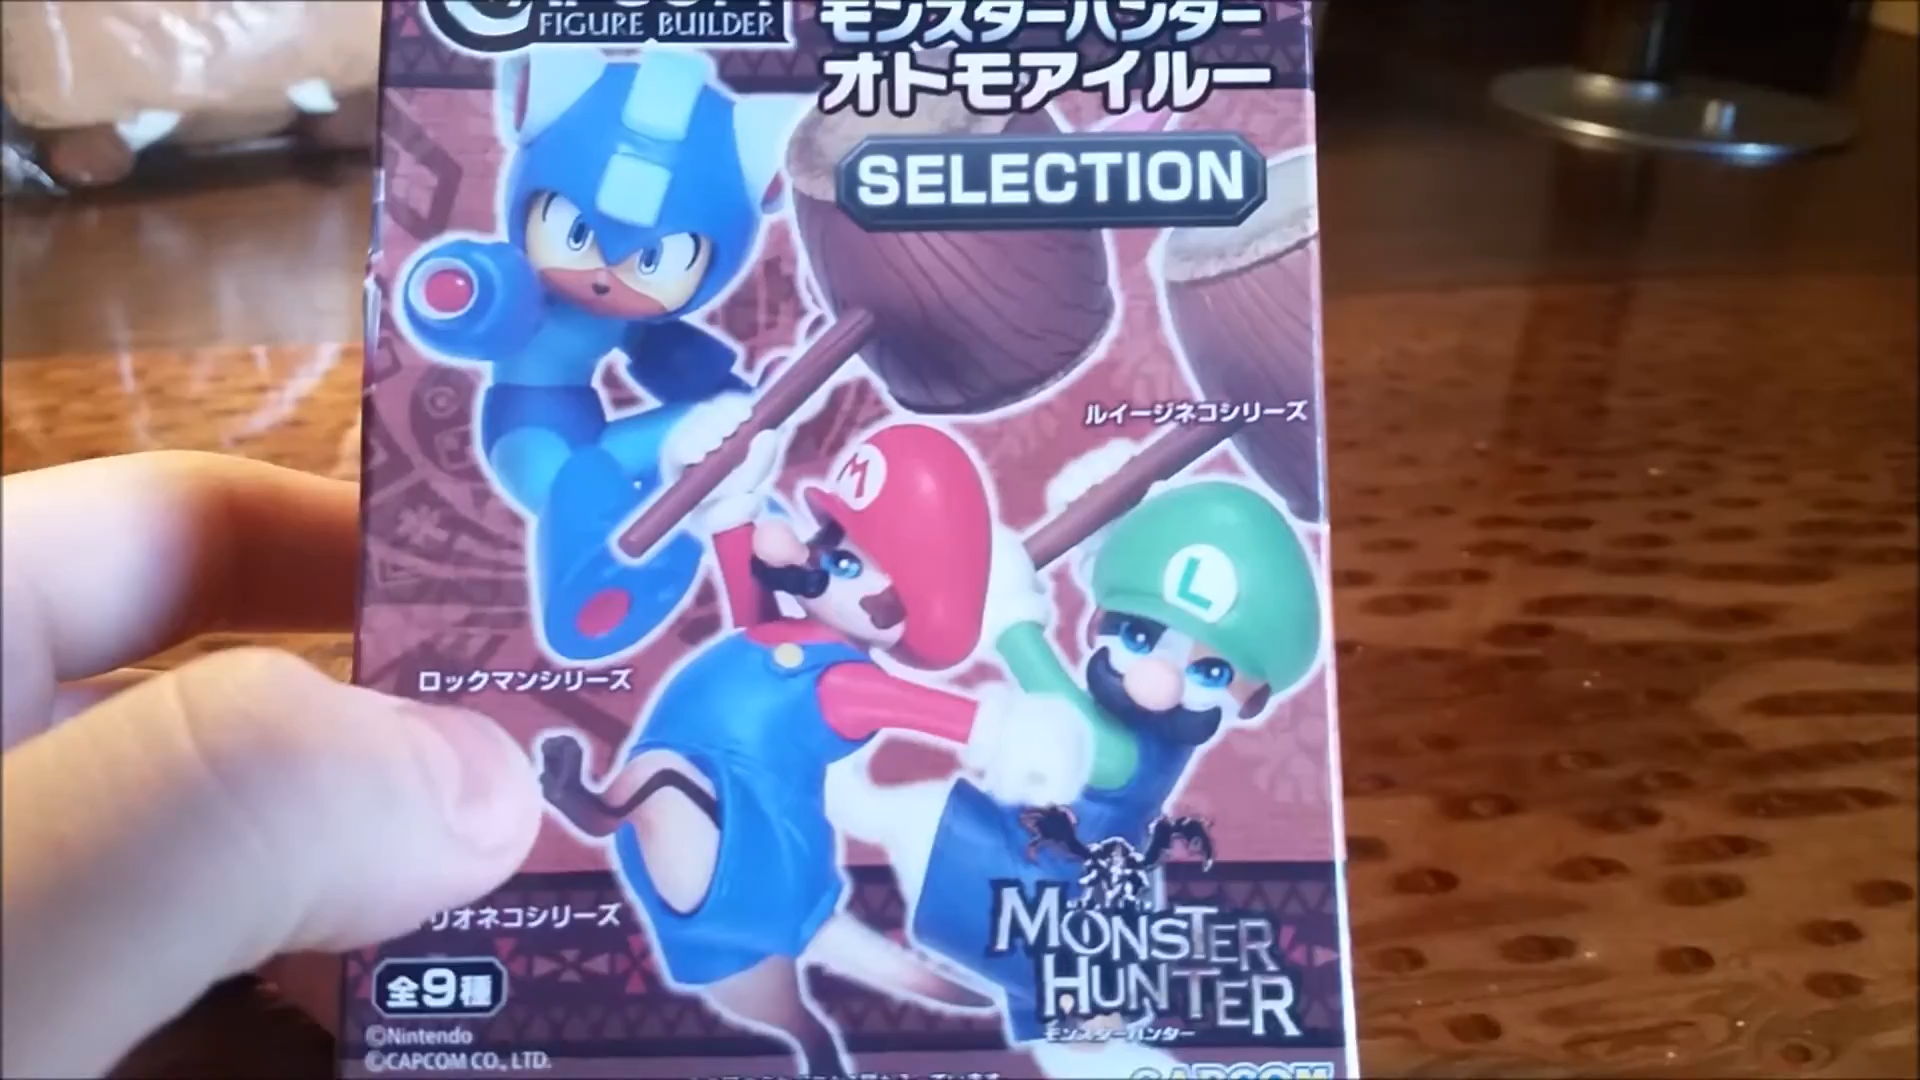 CAPCOM
FIGURE BUILDER
モンスターハンター
オトモアイルー
SELECTION
ルイージネコシリーズ
M
L
ロックマンシリーズ
リオネコシリーズ
MONSTER
HUNTER
モンスターハンター
全9種
©Nintendo
©CAPCOM CO., LTD.
CAPCOM